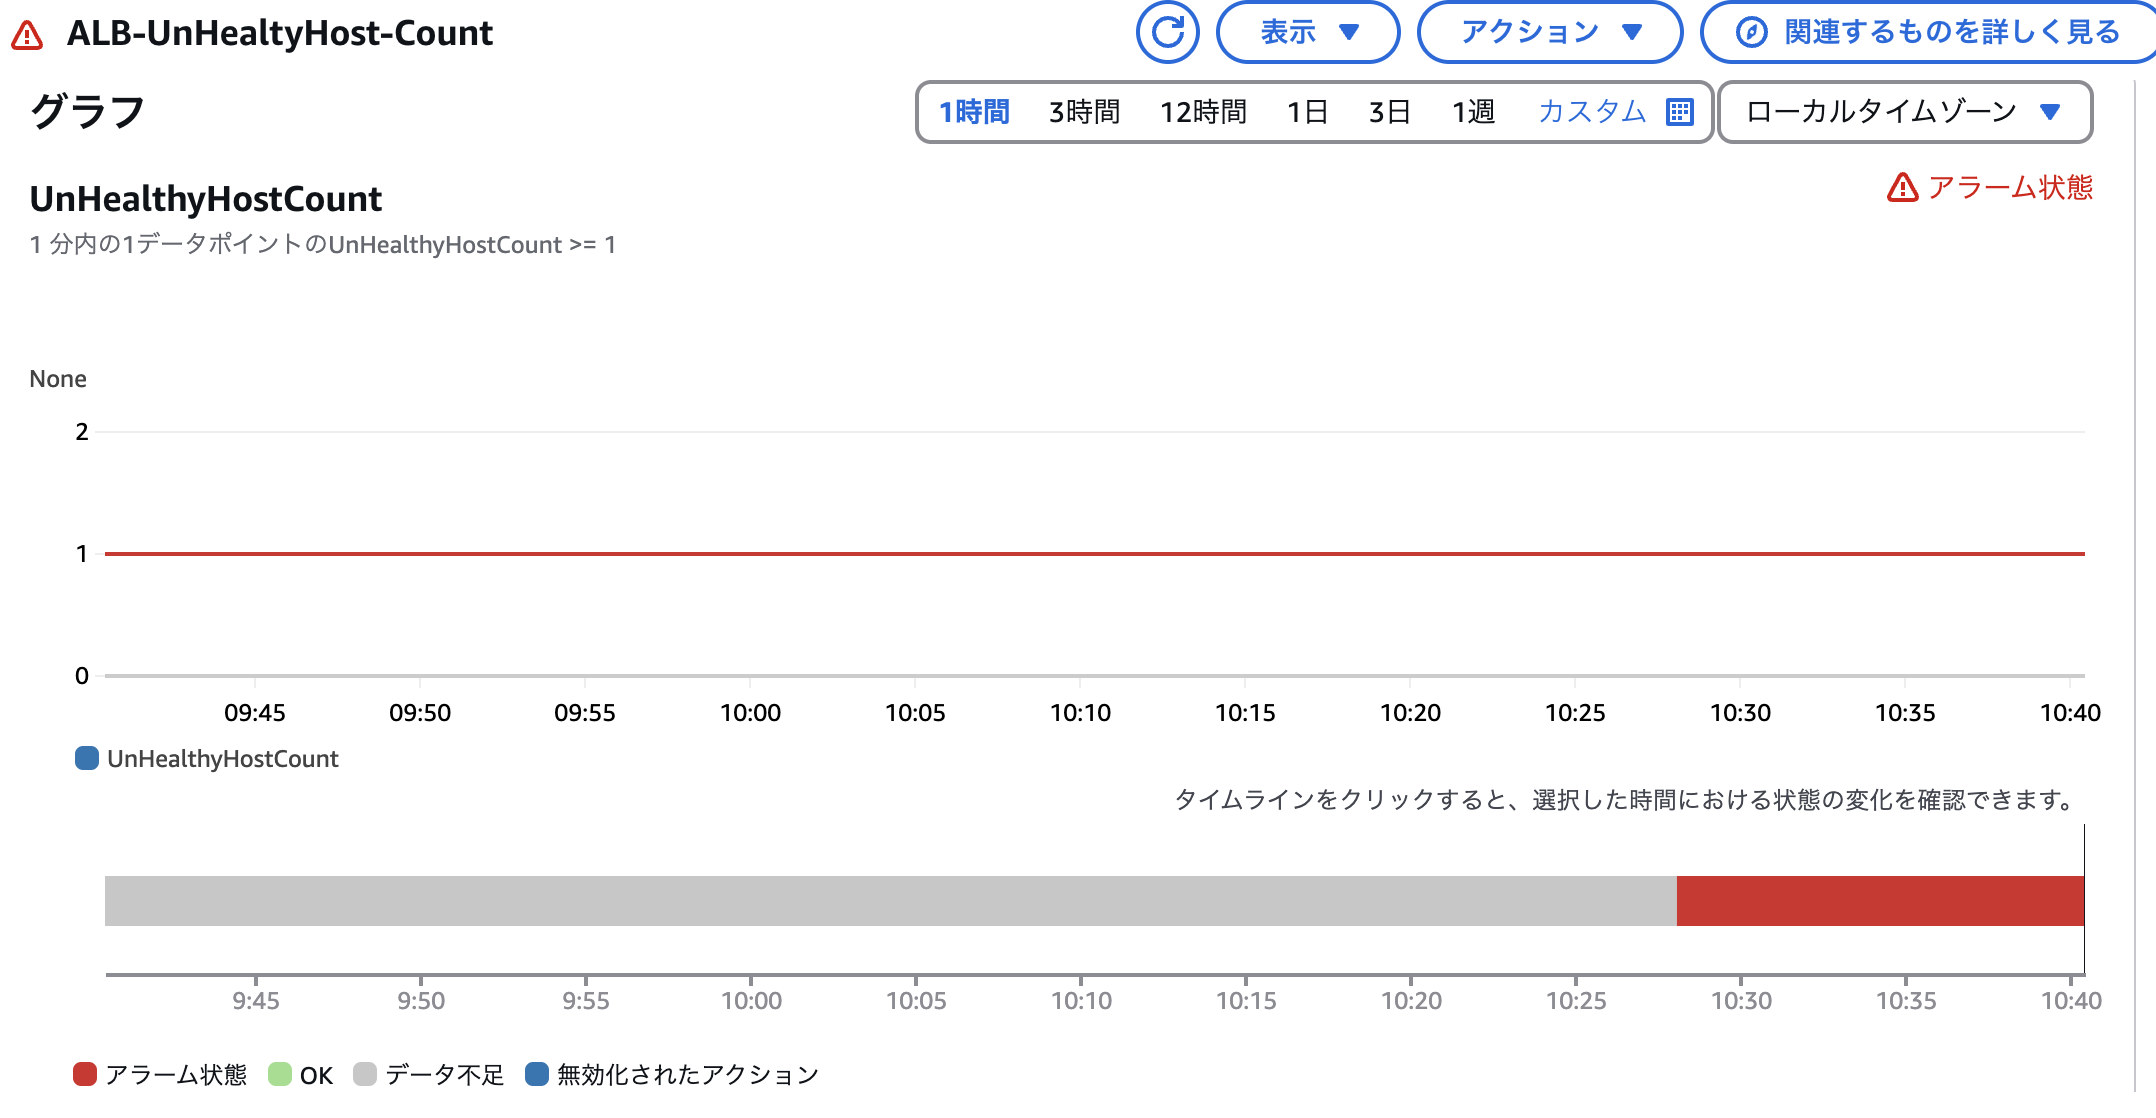 ALB-UnHealtyHost-Count
表示
アクション
関連するものを詳しく見る
グラフ
1時間 3時間 12時間 1日 3日 1週 カスタム
ローカルタイムゾーン
UnHealthyHostCount
アラーム状態
1 分内の1データポイントのUnHealthyHostCount >= 1
None
2
1
0
09:45 09:50 09:55 10:00 10:05 10:10 10:15 10:20 10:25 10:30 10:35 10:40
UnHealthyHostCount
タイムラインをクリックすると、選択した時間における状態の変化を確認できます。
9:45 9:50 9:55 10:00 10:05 10:10 10:15 10:20 10:25 10:30 10:35 10:40
アラーム状態 OK データ不足 無効化されたアクション